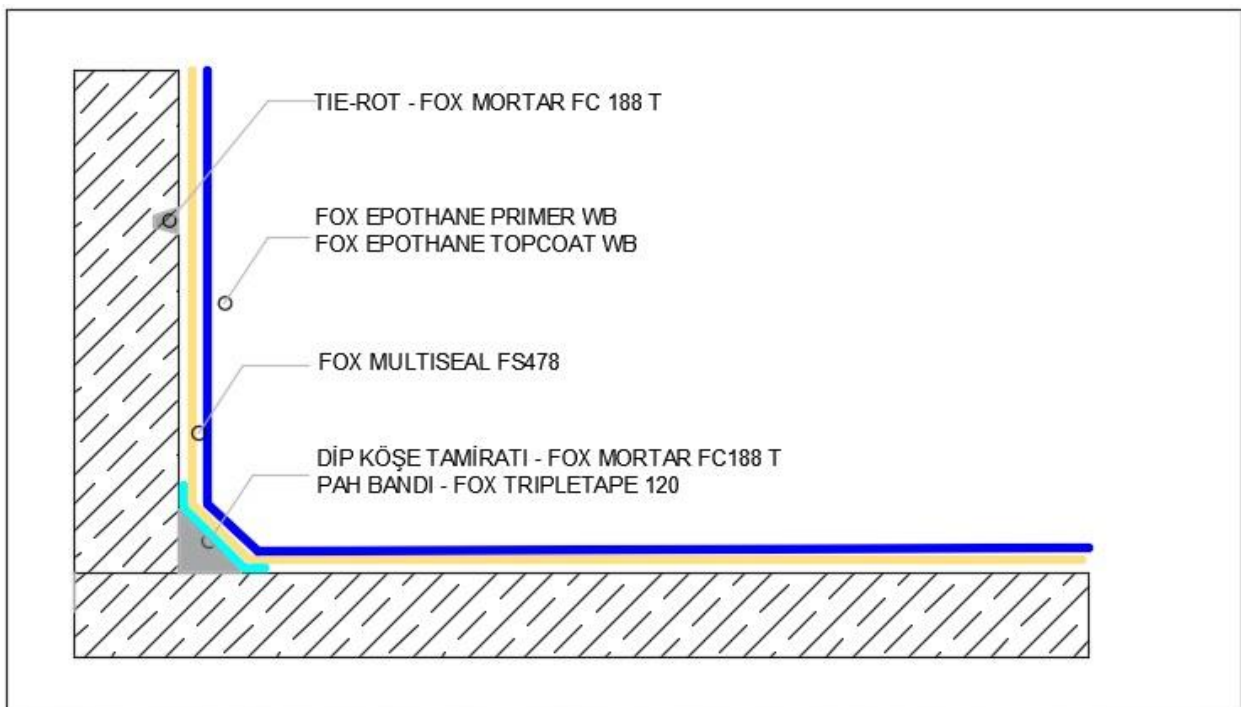 TIE-ROT - FOX MORTAR FC 188 T
FOX EPOTHANE PRIMER WB
FOX EPOTHANE TOPCOAT WB
FOX MULTISEAL FS478
DİP KÖŞE TAMİRATI - FOX MORTAR FC188 T
PAH BANDI - FOX TRIPLETAPE 120